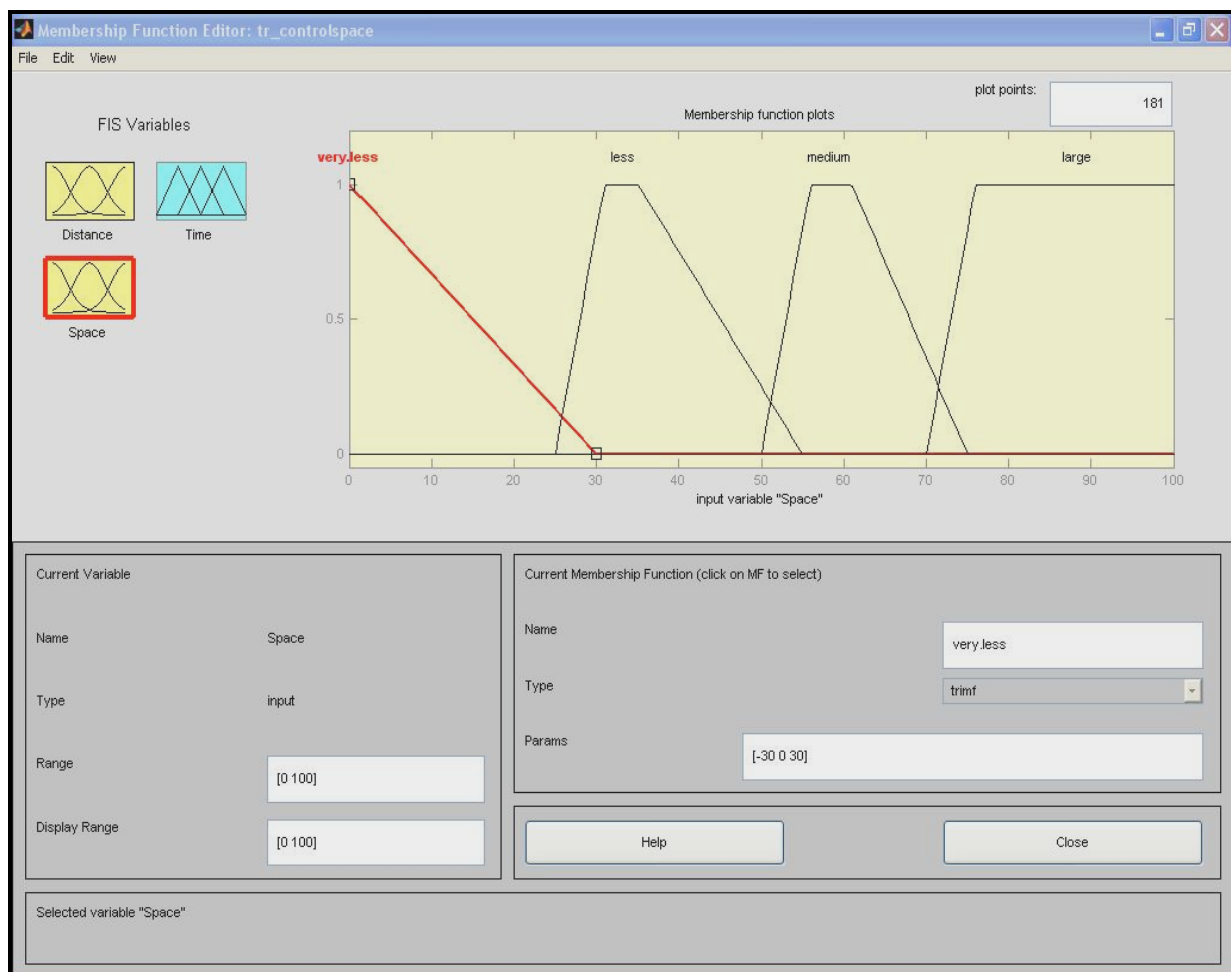 Membership Function Editor: tr_controlspace
File Edit View
plot points: 181
FIS Variables
Membership function plots
very.less less medium large
Distance Time
Space
1
0.5
0
0 10 20 30 40 50 60 70 80 90 100
input variable "Space"
Current Variable
Name Space
Type input
Range [0 100]
Display Range [0 100]
Current Membership Function (click on MF to select)
Name very.less
Type trimf
Params [-30 0 30]
Help Close
Selected variable "Space"